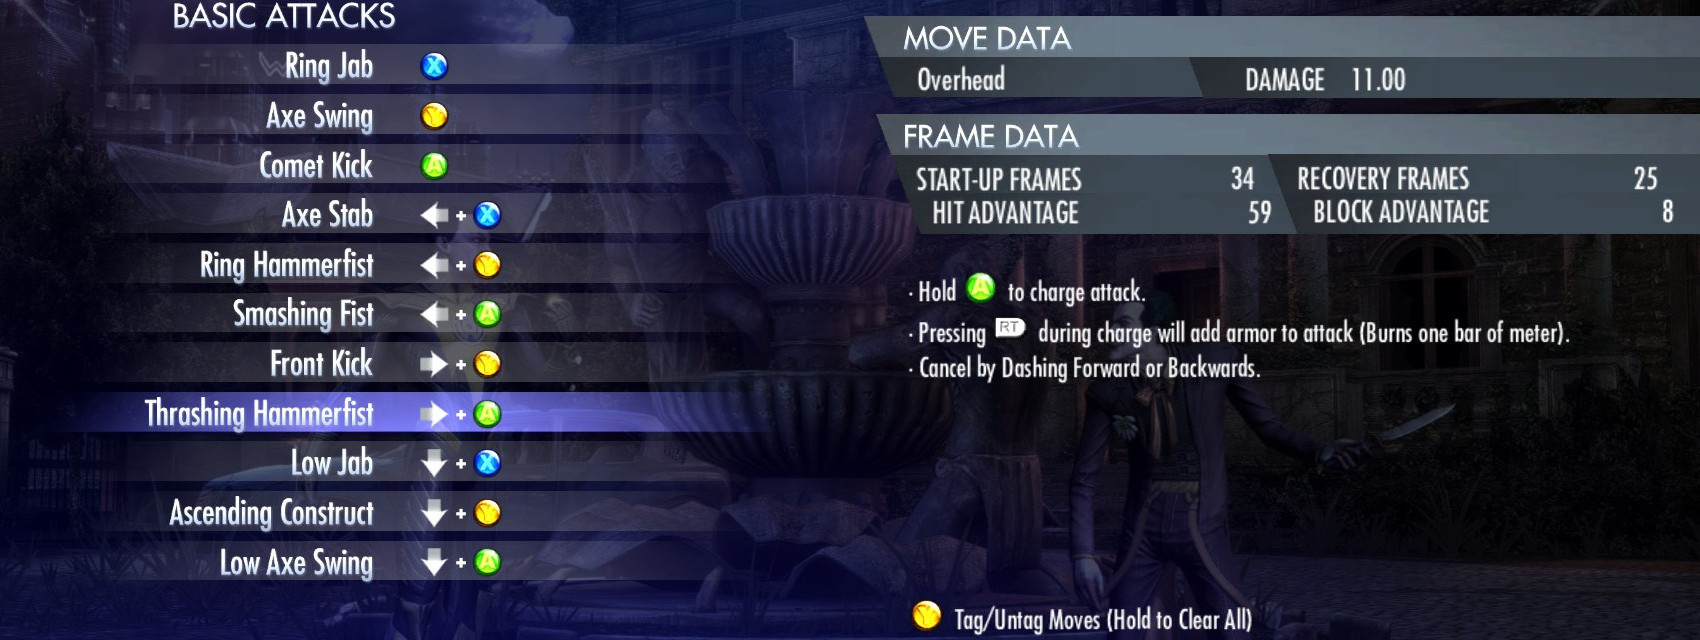 BASIC ATTACKS
Ring Jab X
Axe Swing Y
Comet Kick A
Axe Stab + X
Ring Hammerfist + Y
Smashing Fist + A
Front Kick + Y
Thrashing Hammerfist + A
Low Jab + X
Ascending Construct + Y
Low Axe Swing + A
MOVE DATA
Overhead DAMAGE 11.00
FRAME DATA
START-UP FRAMES 34 RECOVERY FRAMES 25
HIT ADVANTAGE 59 BLOCK ADVANTAGE 8
· Hold A to charge attack.
· Pressing RT during charge will add armor to attack (Burns one bar of meter).
· Cancel by Dashing Forward or Backwards.
Y Tag/Untag Moves (Hold to Clear All)